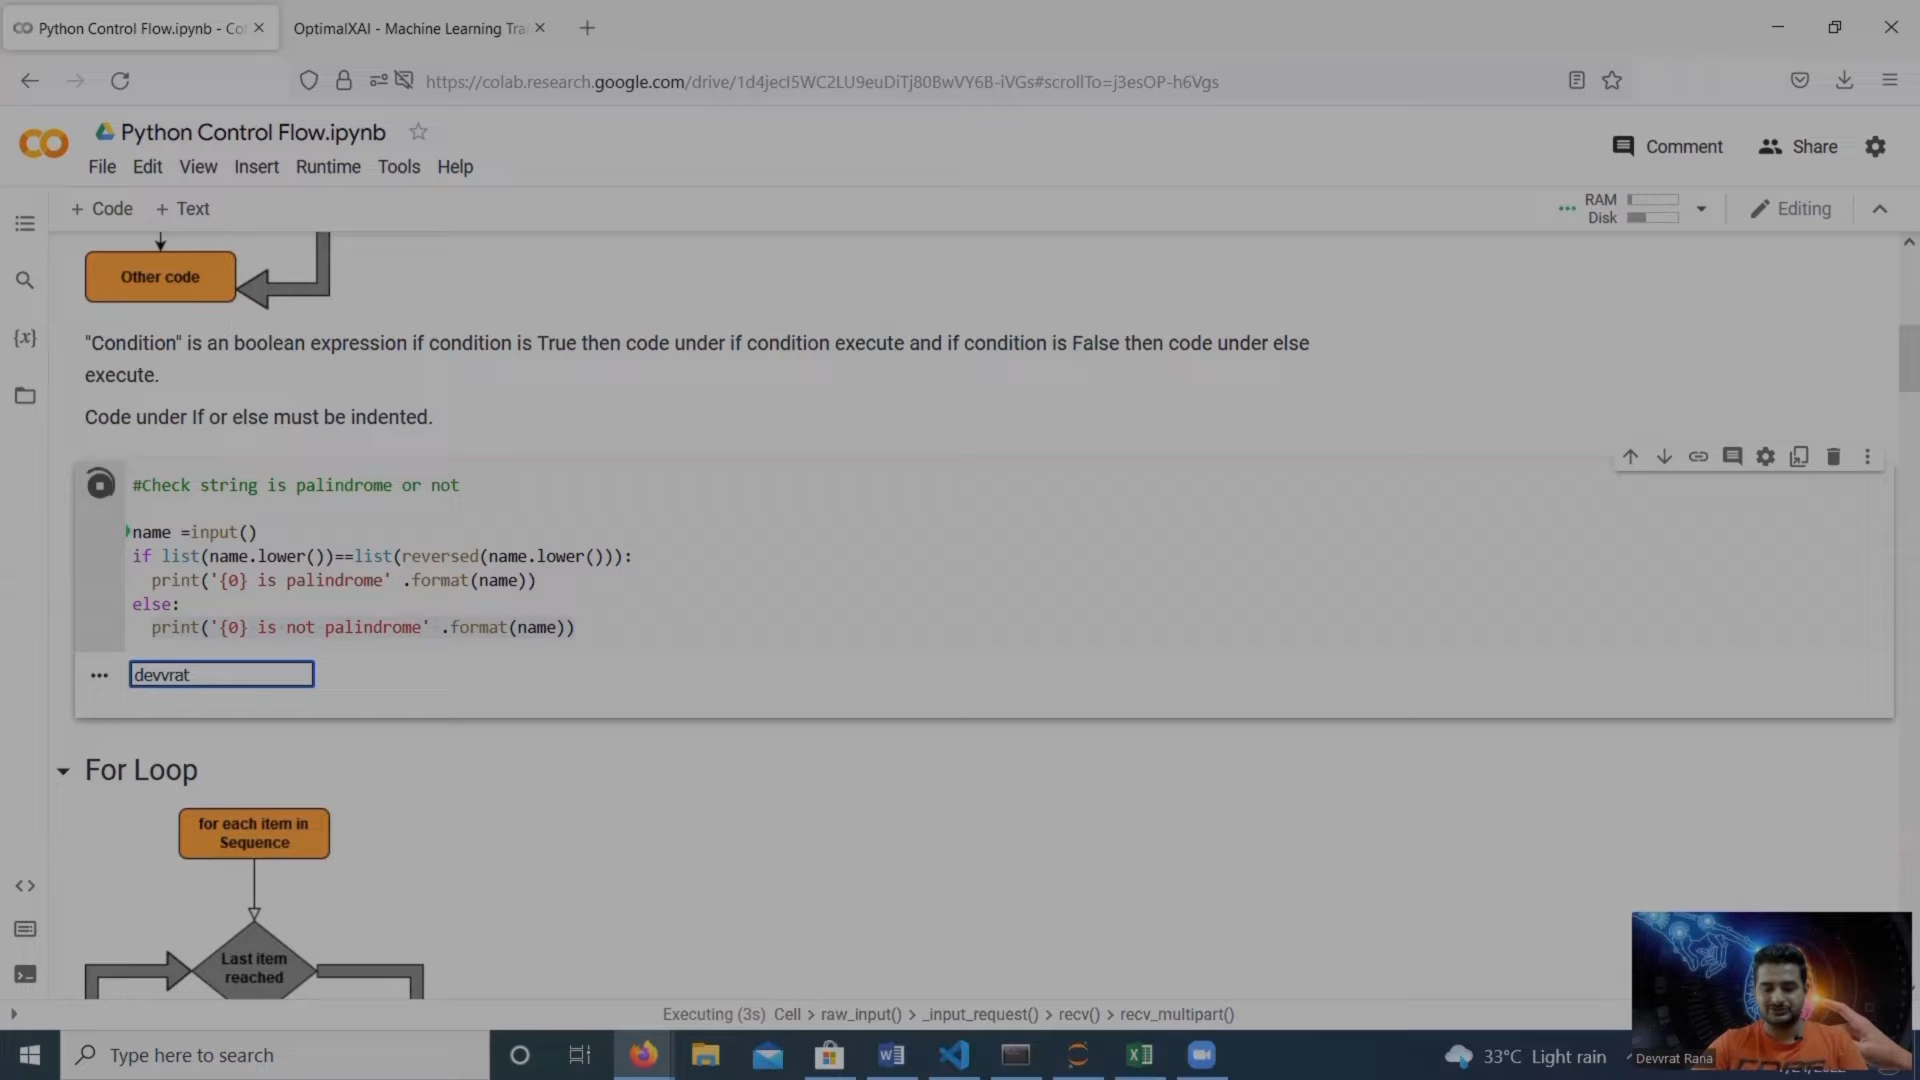 Python Control Flow.ipynb - Col
OptimalXAI - Machine Learning Tra
https://colab.research.google.com/drive/1d4jecI5WC2LU9euDiTj80BwVY6B-iVGs#scrollTo=j3esOP-h6Vgs
Python Control Flow.ipynb
Comment
Share
File Edit View Insert Runtime Tools Help
+ Code + Text
RAM
Disk
Editing
Other code
"Condition" is an boolean expression if condition is True then code under if condition execute and if condition is False then code under else
execute.
Code under If or else must be indented.
#Check string is palindrome or not
name =input()
if list(name.lower())==list(reversed(name.lower())):
print('{0} is palindrome' .format(name))
else:
print('{0} is not palindrome' .format(name))
devvrat
For Loop
for each item in
Sequence
Last item
reached
Executing (3s) Cell > raw_input() > _input_request() > recv() > recv_multipart()
Type here to search
33°C Light rain
Devvrat Rana